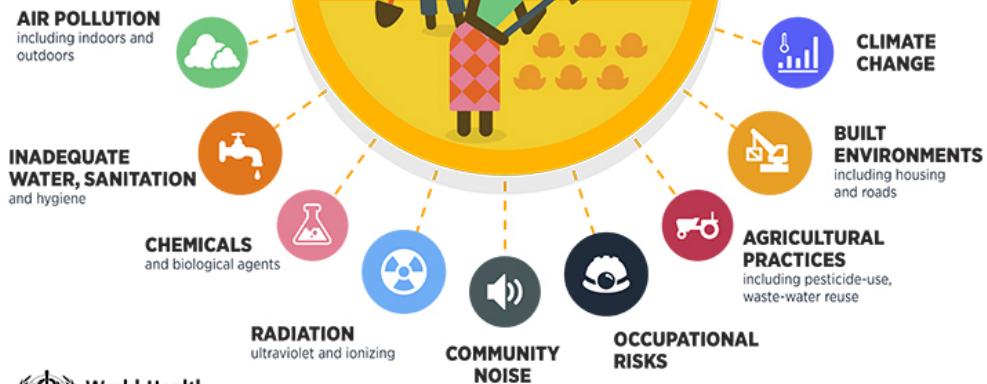 AIR POLLUTION
including indoors and
outdoors
INADEQUATE
WATER, SANITATION
and hygiene
CHEMICALS
and biological agents
RADIATION
ultraviolet and ionizing
COMMUNITY
NOISE
OCCUPATIONAL
RISKS
AGRICULTURAL
PRACTICES
including pesticide-use,
waste-water reuse
BUILT
ENVIRONMENTS
including housing
and roads
CLIMATE
CHANGE
World Health